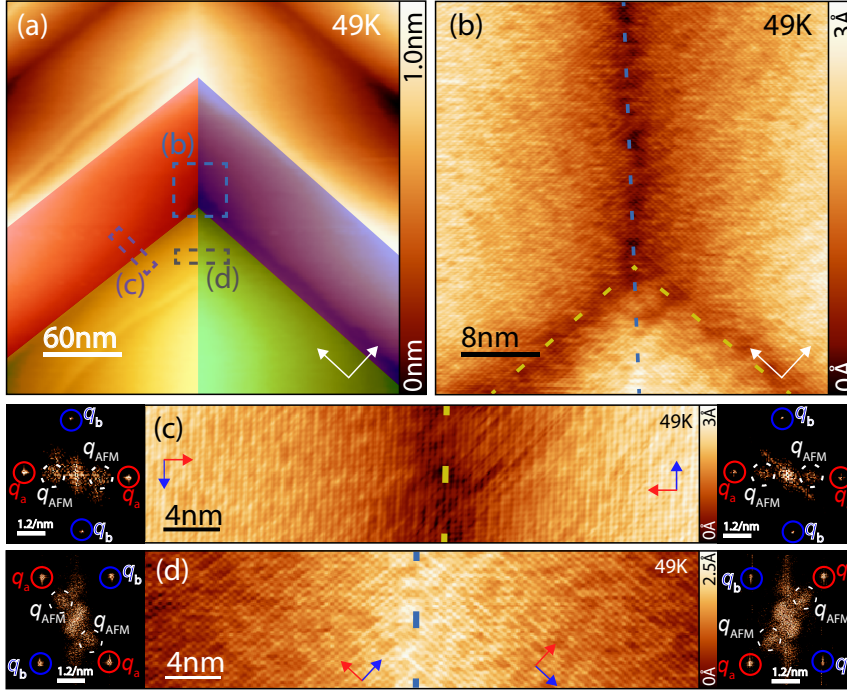 (a)
49K
1.0nm
0nm
(b)
(c)
(d)
60nm
(b)
49K
3Å
0Å
8nm
q_b
q_AFM
q_a
q_AFM
q_a
q_b
1.2/nm
(c)
49K
4nm
3Å
0Å
q_b
q_AFM
q_a
q_AFM
q_a
q_b
1.2/nm
(d)
49K
4nm
2.5Å
0Å
q_a
q_b
q_AFM
q_AFM
q_b
q_a
1.2/nm
q_b
q_a
q_AFM
q_AFM
q_a
q_b
1.2/nm